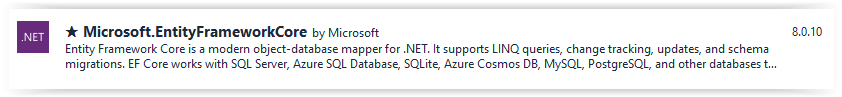 .NET
★ Microsoft.EntityFrameworkCore by Microsoft 8.0.10
Entity Framework Core is a modern object-database mapper for .NET. It supports LINQ queries, change tracking, updates, and schema
migrations. EF Core works with SQL Server, Azure SQL Database, SQLite, Azure Cosmos DB, MySQL, PostgreSQL, and other databases t...